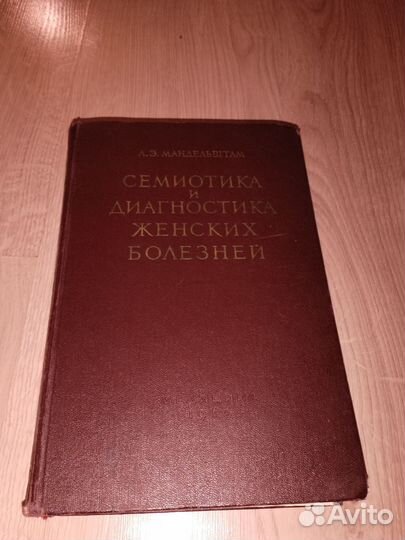 А.Э. МАНДЕЛЬШТАМ
СЕМИОТИКА
И
ДИАГНОСТИКА
ЖЕНСКИХ
БОЛЕЗНЕЙ
Avito